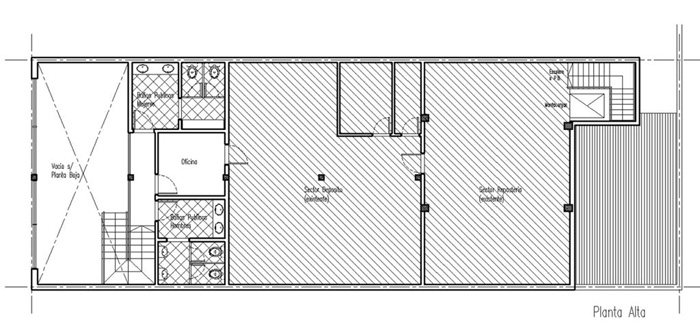 Baños Publicos
Mujeres
Escalera
a P.B.
Montacargas
Vacio s/
Planta Baja
Oficina
Sector Deposito
(existente)
Sector Reposteria
(existente)
Baños Publicos
Hombres
Planta Alta